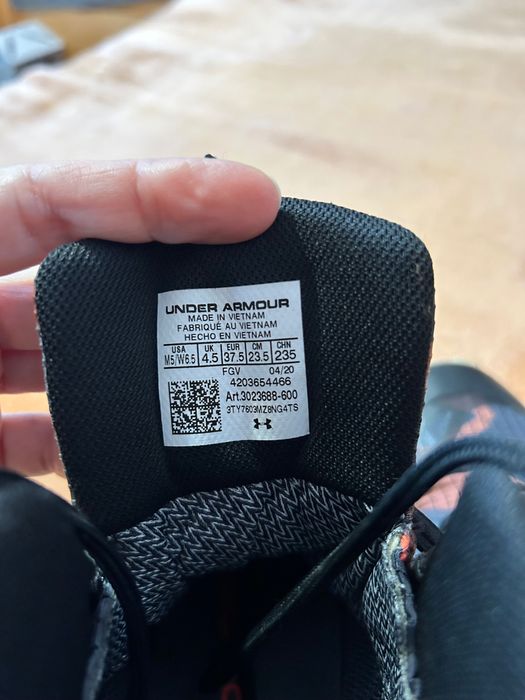 UNDER ARMOUR
MADE IN VIETNAM
FABRIQUÉ AU VIETNAM
HECHO EN VIETNAM
USA UK EUR CM CHN
M5/W6.5 4.5 37.5 23.5 235
FGV 04/20
4203654466
Art.3023688-600
3TY7603MZ8NG4TS